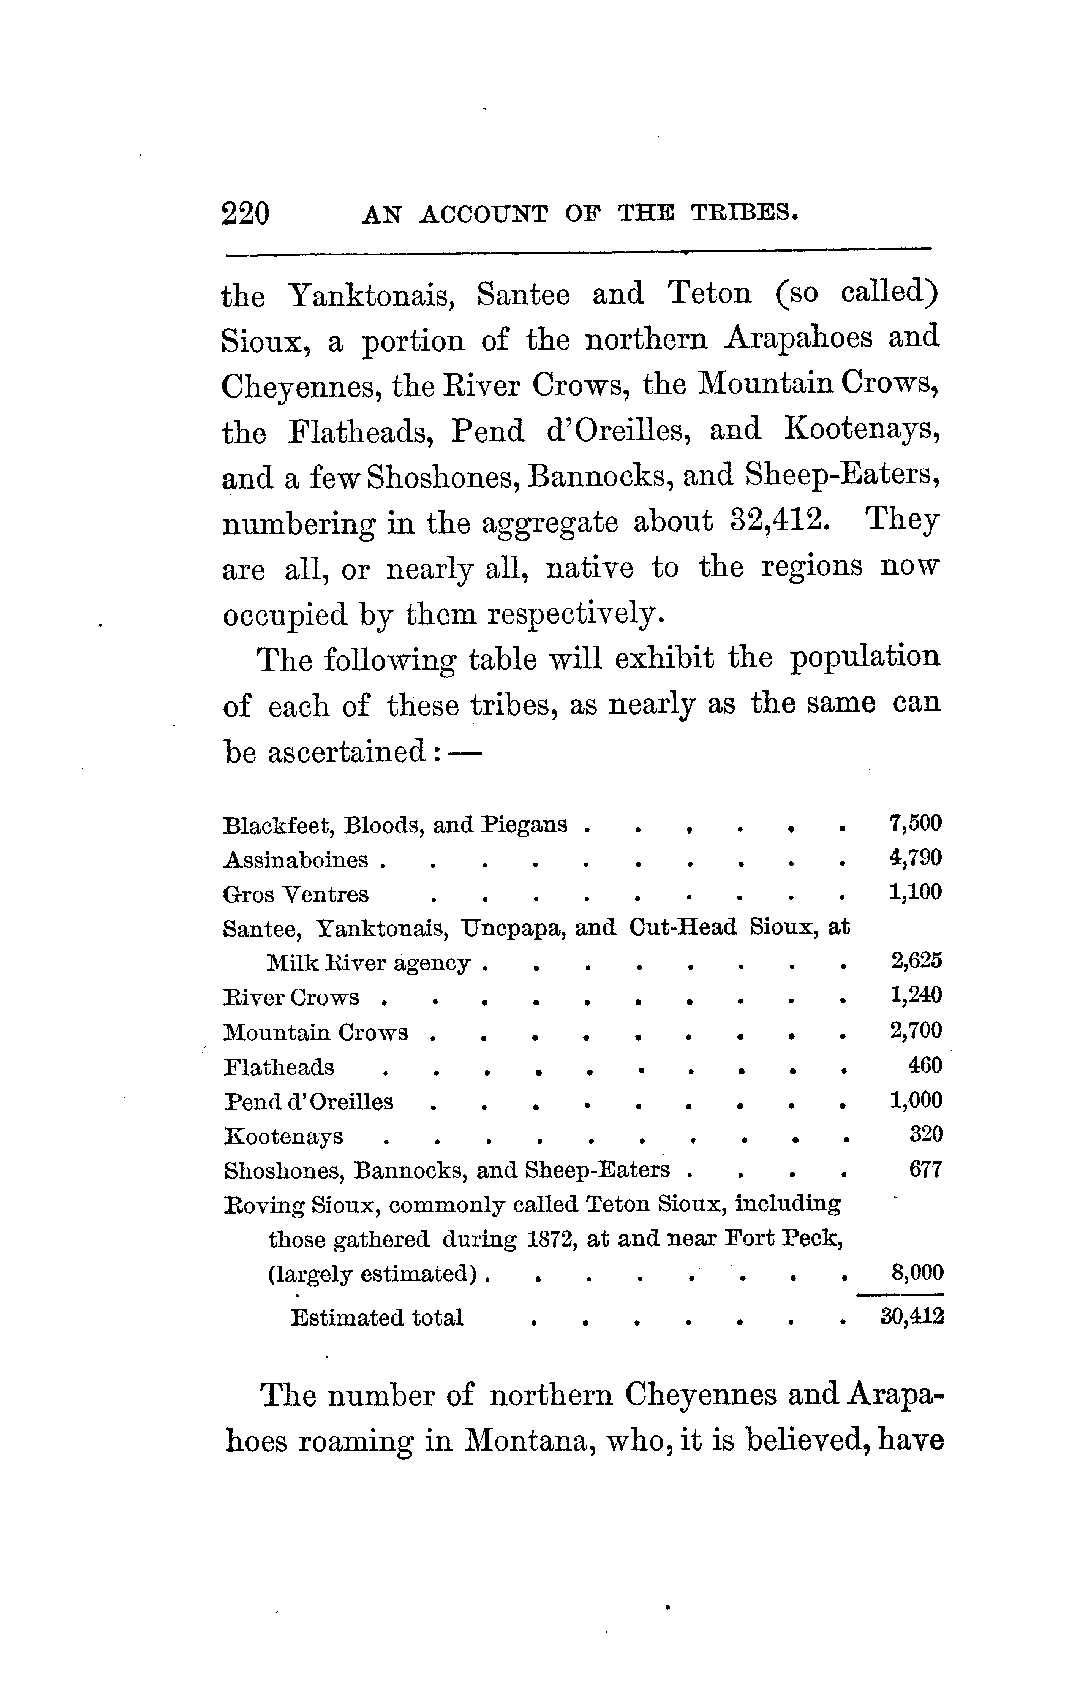 220 AN ACCOUNT OF THE TRIBES.
the Yanktonais, Santee and Teton (so called)
Sioux, a portion of the northern Arapahoes and
Cheyennes, the River Crows, the Mountain Crows,
the Flatheads, Pend d'Oreilles, and Kootenays,
and a few Shoshones, Bannocks, and Sheep-Eaters,
numbering in the aggregate about 32,412. They
are all, or nearly all, native to the regions now
occupied by them respectively.
The following table will exhibit the population
of each of these tribes, as nearly as the same can
be ascertained:—
Blackfeet, Bloods, and Piegans . . . . . . 7,500
Assinaboines . . . . . . . . . . 4,790
Gros Ventres . . . . . . . . . 1,100
Santee, Yanktonais, Uncpapa, and Cut-Head Sioux, at
Milk River agency . . . . . . . . 2,625
River Crows . . . . . . . . . . 1,240
Mountain Crows . . . . . . . . . 2,700
Flatheads . . . . . . . . . . 460
Pend d'Oreilles . . . . . . . . . 1,000
Kootenays . . . . . . . . . . 320
Shoshones, Bannocks, and Sheep-Eaters . . . . 677
Roving Sioux, commonly called Teton Sioux, including
those gathered during 1872, at and near Fort Peck,
(largely estimated) . . . . . . . . 8,000
Estimated total . . . . . . . 30,412
The number of northern Cheyennes and Arapa-
hoes roaming in Montana, who, it is believed, have